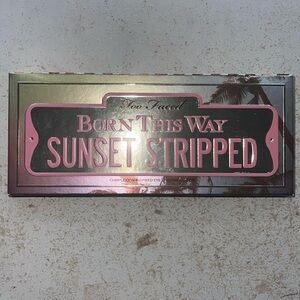 Too Faced
BORN THIS WAY
SUNSET STRIPPED